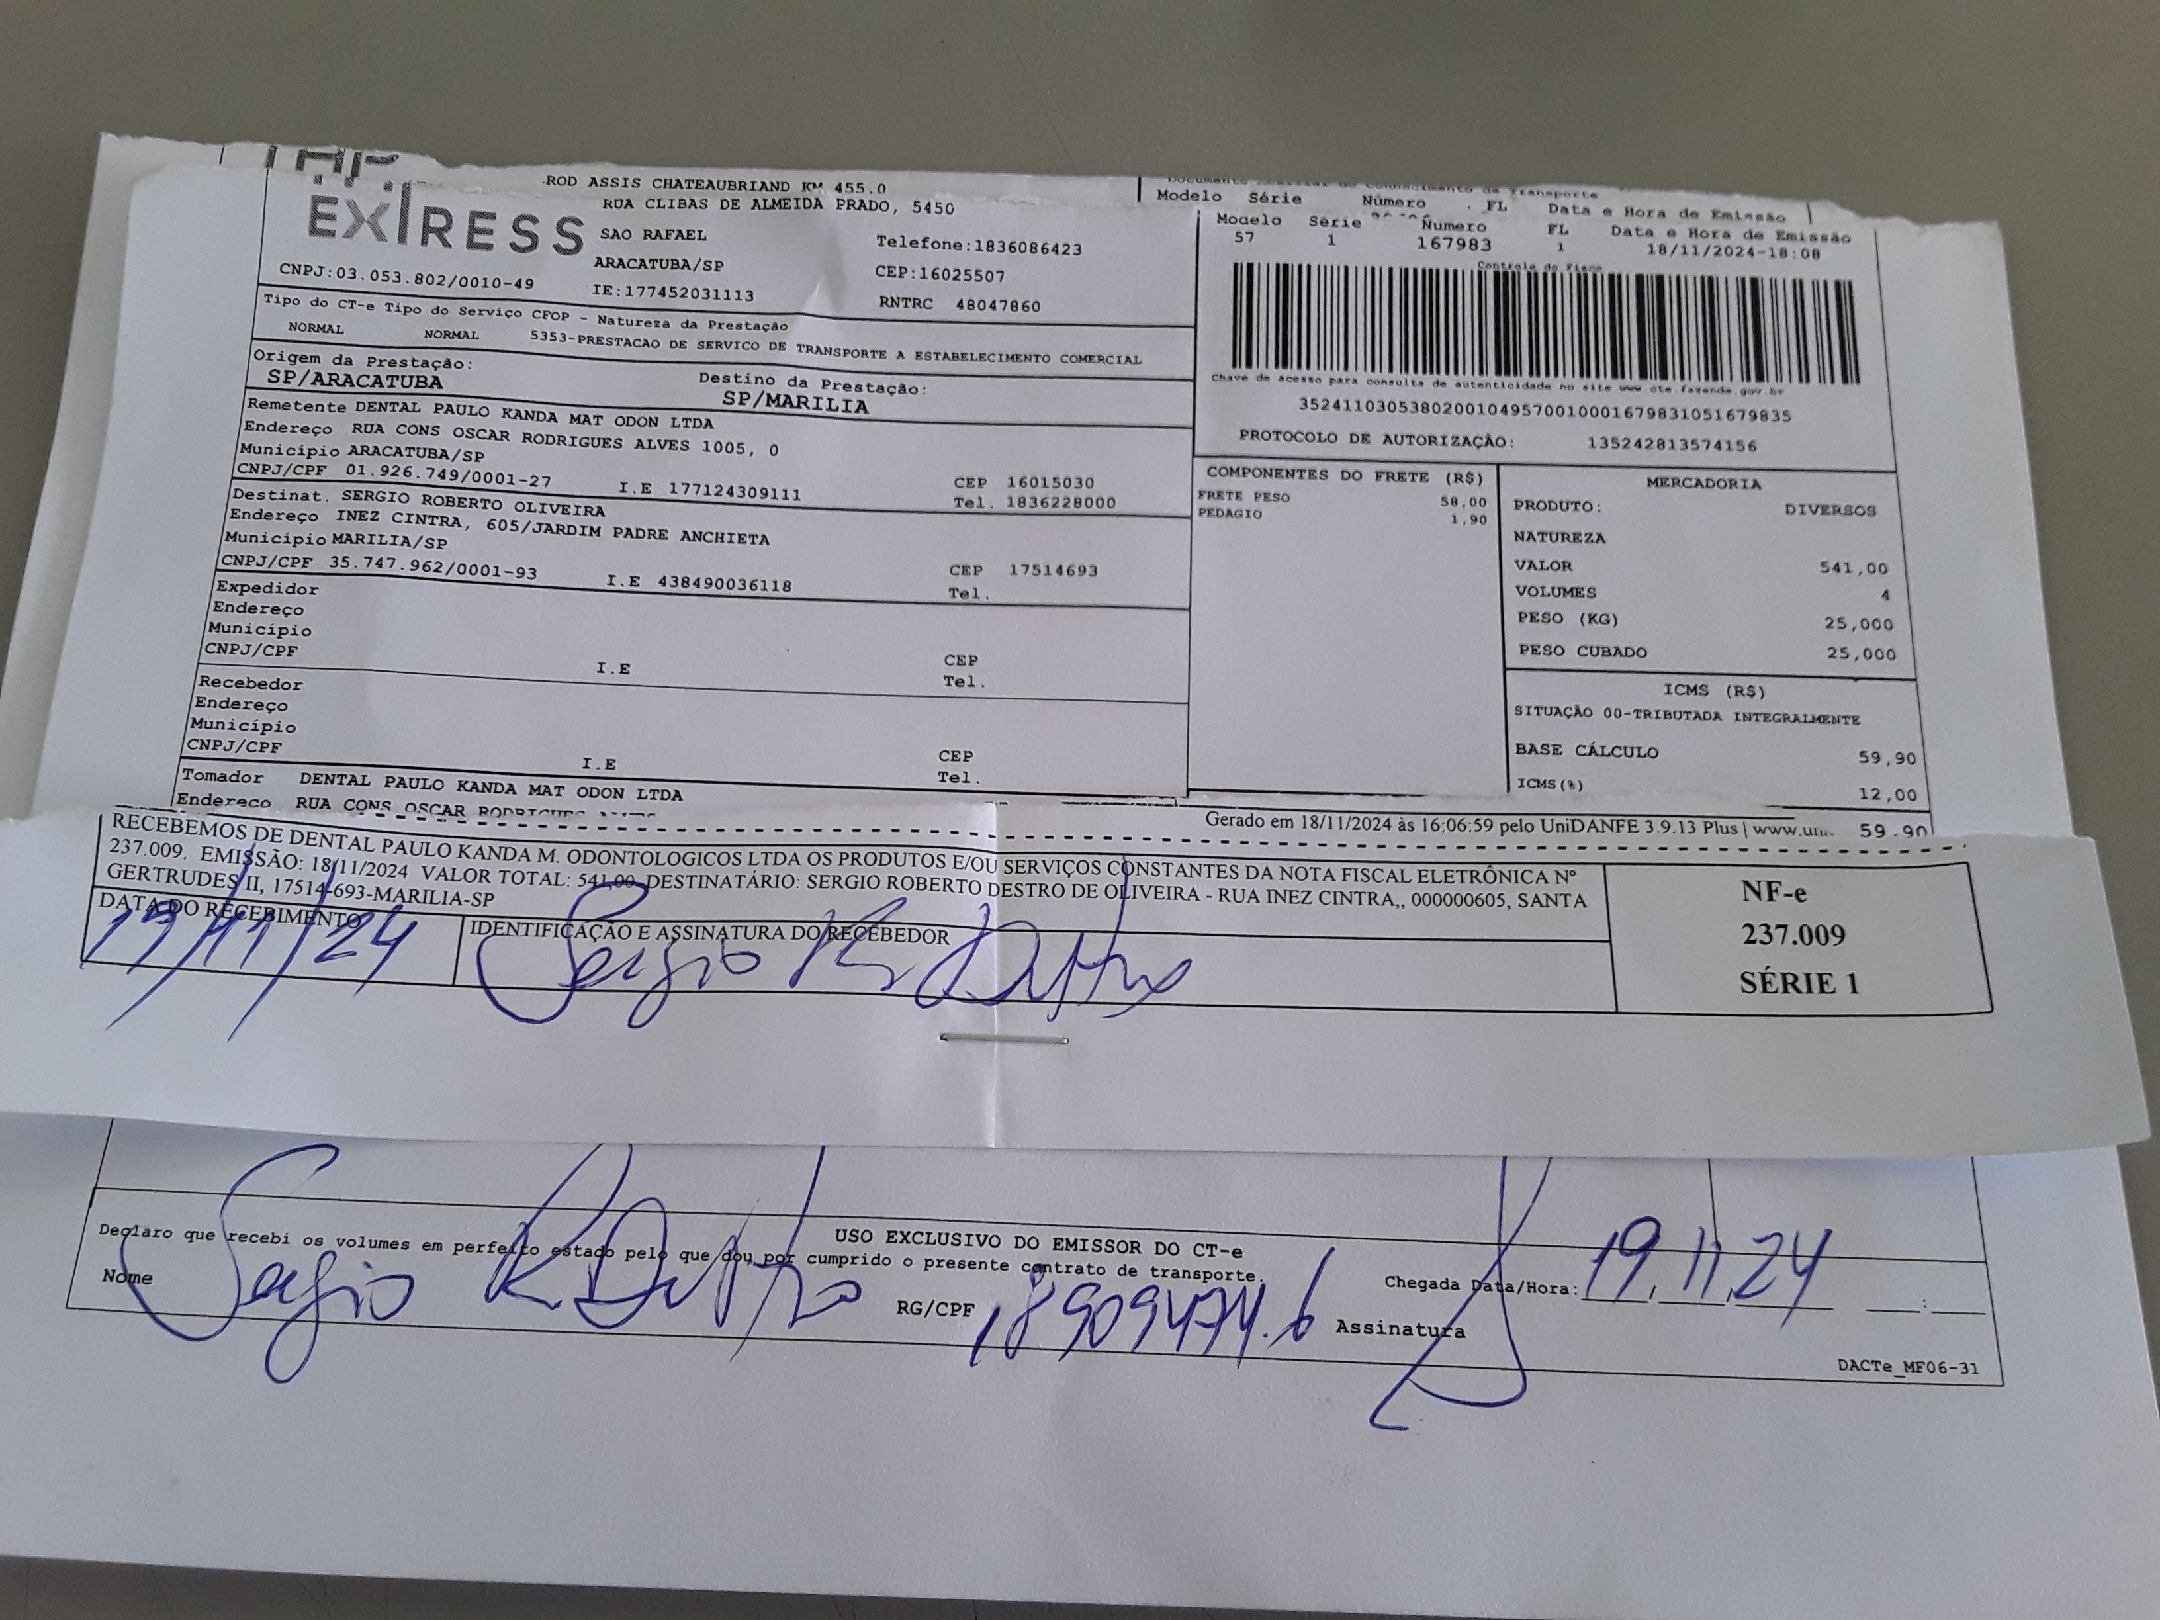 EXPRESS
ROD ASSIS CHATEAUBRIAND KM 455.0
RUA CLIBAS DE ALMEIDA PRADO, 5450
SAO RAFAEL
Telefone:1836086423
ARACATUBA/SP
CEP:16025507
CNPJ:03.053.802/0010-49 IE:177452031113
RNTRC 48047860
Modelo Série Número FL Data e Hora de Emissão
Modelo Série Numero FL Data e Hora de Emissão
57 1 167983 1 18/11/2024-18:08
Controle do Fisco
Chave de acesso para consulta de autenticidade no site www.cte.fazenda.gov.br
35241103053802001049570010001679831051679835
PROTOCOLO DE AUTORIZAÇÃO: 135242813574156
Tipo do CT-e Tipo do Serviço CFOP - Natureza da Prestação
NORMAL NORMAL 5353-PRESTACAO DE SERVICO DE TRANSPORTE A ESTABELECIMENTO COMERCIAL
Origem da Prestação: Destino da Prestação:
SP/ARACATUBA SP/MARILIA
Remetente DENTAL PAULO KANDA MAT ODON LTDA
Endereço RUA CONS OSCAR RODRIGUES ALVES 1005, 0
Município ARACATUBA/SP CEP 16015030
CNPJ/CPF 01.926.749/0001-27 I.E 177124309111 Tel. 1836228000
Destinat. SERGIO ROBERTO OLIVEIRA
Endereço INEZ CINTRA, 605/JARDIM PADRE ANCHIETA
Município MARILIA/SP CEP 17514693
CNPJ/CPF 35.747.962/0001-93 I.E 438490036118 Tel.
Expedidor
Endereço
Município CEP
CNPJ/CPF I.E Tel.
Recebedor
Endereço
Município CEP
CNPJ/CPF I.E Tel.
Tomador DENTAL PAULO KANDA MAT ODON LTDA
Endereço RUA CONS OSCAR RODRIGUES
COMPONENTES DO FRETE (R$)
FRETE PESO 58,00
PEDAGIO 1,90
MERCADORIA
PRODUTO: DIVERSOS
NATUREZA
VALOR 541,00
VOLUMES 4
PESO (KG) 25,000
PESO CUBADO 25,000
ICMS (R$)
SITUAÇÃO 00-TRIBUTADA INTEGRALMENTE
BASE CÁLCULO 59,90
ICMS(%) 12,00
59.90
Gerado em 18/11/2024 às 16:06:59 pelo UniDANFE 3.9.13 Plus | www.
RECEBEMOS DE DENTAL PAULO KANDA M. ODONTOLOGICOS LTDA OS PRODUTOS E/OU SERVIÇOS CONSTANTES DA NOTA FISCAL ELETRÔNICA Nº
237.009. EMISSÃO: 18/11/2024 VALOR TOTAL: 541,00 DESTINATÁRIO: SERGIO ROBERTO DESTRO DE OLIVEIRA - RUA INEZ CINTRA,, 000000605, SANTA
GERTRUDES II, 17514-693-MARILIA-SP
DATA DO RECEBIMENTO IDENTIFICAÇÃO E ASSINATURA DO RECEBEDOR
19/11/24 Sergio R Destro
NF-e
237.009
SÉRIE 1
USO EXCLUSIVO DO EMISSOR DO CT-e
Declaro que recebi os volumes em perfeito estado pelo que dou por cumprido o presente contrato de transporte.
Nome Sergio R Destro RG/CPF 18909474.6 Assinatura
Chegada Data/Hora: 19.11.24 :
DACTe_MF06-31